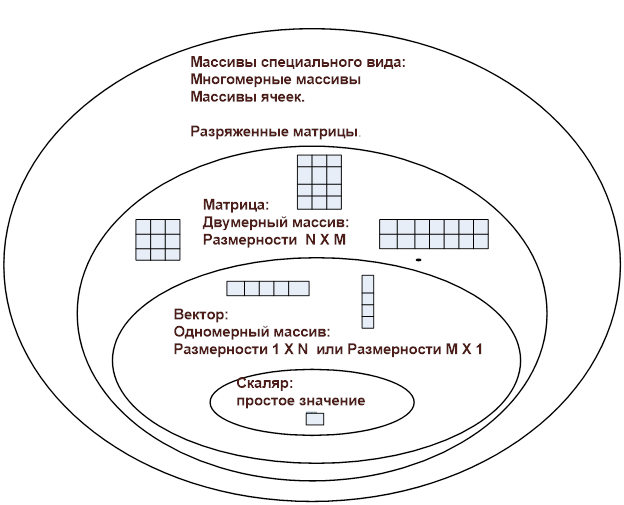 Массивы специального вида:
Многомерные массивы
Массивы ячеек.
Разряженные матрицы.
Матрица:
Двумерный массив:
Размерности N X M
Вектор:
Одномерный массив:
Размерности 1 X N или Размерности M X 1
Скаляр:
простое значение